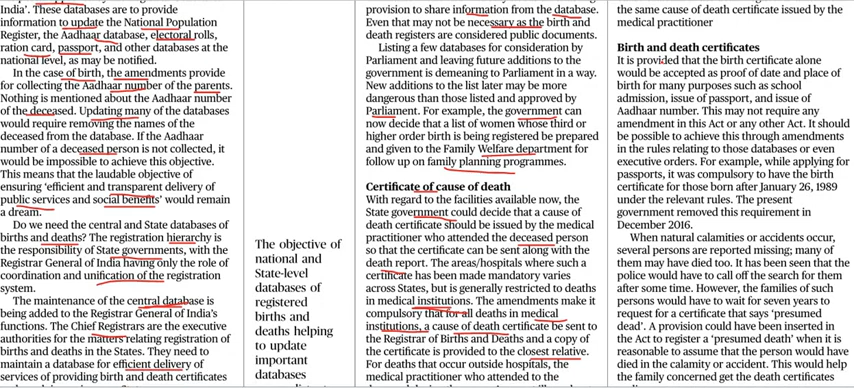 India’. These databases are to provide
information to update the National Population
Register, the Aadhaar database, electoral rolls,
ration card, passport, and other databases at the
national level, as may be notified.
In the case of birth, the amendments provide
for collecting the Aadhaar number of the parents.
Nothing is mentioned about the Aadhaar number
of the deceased. Updating many of the databases
would require removing the names of the
deceased from the database. If the Aadhaar
number of a deceased person is not collected, it
would be impossible to achieve this objective.
This means that the laudable objective of
ensuring ‘efficient and transparent delivery of
public services and social benefits’ would remain
a dream.
Do we need the central and State databases of
births and deaths? The registration hierarchy is
the responsibility of State governments, with the
Registrar General of India having only the role of
coordination and unification of the registration
system.
The maintenance of the central database is
being added to the Registrar General of India’s
functions. The Chief Registrars are the executive
authorities for the matters relating registration of
births and deaths in the States. They need to
maintain a database for efficient delivery of
services of providing birth and death certificates
The objective of
national and
State-level
databases of
registered
births and
deaths helping
to update
important
databases
provision to share information from the database.
Even that may not be necessary as the birth and
death registers are considered public documents.
Listing a few databases for consideration by
Parliament and leaving future additions to the
government is demeaning to Parliament in a way.
New additions to the list later may be more
dangerous than those listed and approved by
Parliament. For example, the government can
now decide that a list of women whose third or
higher order birth is being registered be prepared
and given to the Family Welfare department for
follow up on family planning programmes.
Certificate of cause of death
With regard to the facilities available now, the
State government could decide that a cause of
death certificate should be issued by the medical
practitioner who attended the deceased person
so that the certificate can be sent along with the
death report. The areas/hospitals where such a
certificate has been made mandatory varies
across States, but is generally restricted to deaths
in medical institutions. The amendments make it
compulsory that for all deaths in medical
institutions, a cause of death certificate be sent to
the Registrar of Births and Deaths and a copy of
the certificate is provided to the closest relative.
For deaths that occur outside hospitals, the
medical practitioner who attended to the
the same cause of death certificate issued by the
medical practitioner
Birth and death certificates
It is provided that the birth certificate alone
would be accepted as proof of date and place of
birth for many purposes such as school
admission, issue of passport, and issue of
Aadhaar number. This may not require any
amendment in this Act or any other Act. It should
be possible to achieve this through amendments
in the rules relating to those databases or even
executive orders. For example, while applying for
passports, it was compulsory to have the birth
certificate for those born after January 26, 1989
under the relevant rules. The present
government removed this requirement in
December 2016.
When natural calamities or accidents occur,
several persons are reported missing; many of
them may have died too. It has been seen that the
police would have to call off the search for them
after some time. However, the families of such
persons would have to wait for seven years to
request for a certificate that says ‘presumed
dead’. A provision could have been inserted in
the Act to register a ‘presumed death’ when it is
reasonable to assume that the person would have
died in the calamity or accident. This would help
the family concerned get the death certificates